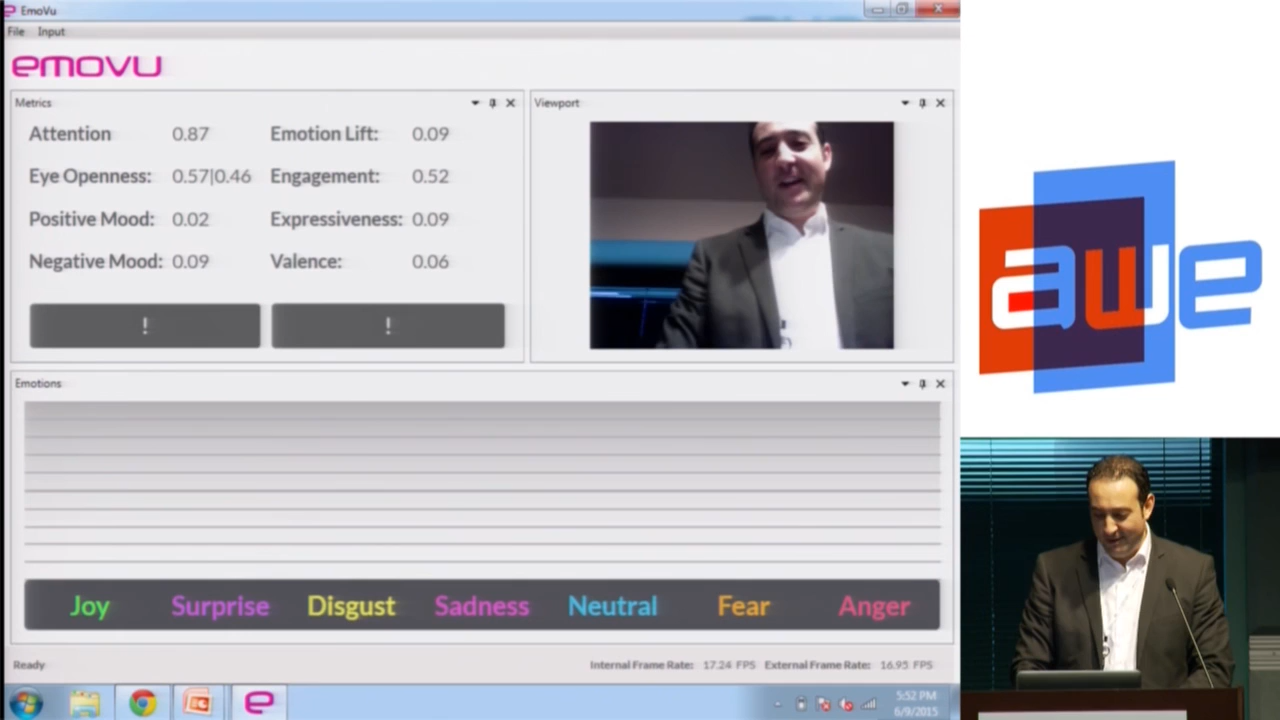 EmoVu
File Input
emovu
Metrics
Attention 0.87 Emotion Lift: 0.09
Eye Openness: 0.57|0.46 Engagement: 0.52
Positive Mood: 0.02 Expressiveness: 0.09
Negative Mood: 0.09 Valence: 0.06
! !
Viewport
Emotions
Joy Surprise Disgust Sadness Neutral Fear Anger
Ready Internal Frame Rate: 17.24 FPS External Frame Rate: 16.95 FPS
5:52 PM
6/9/2015
awe